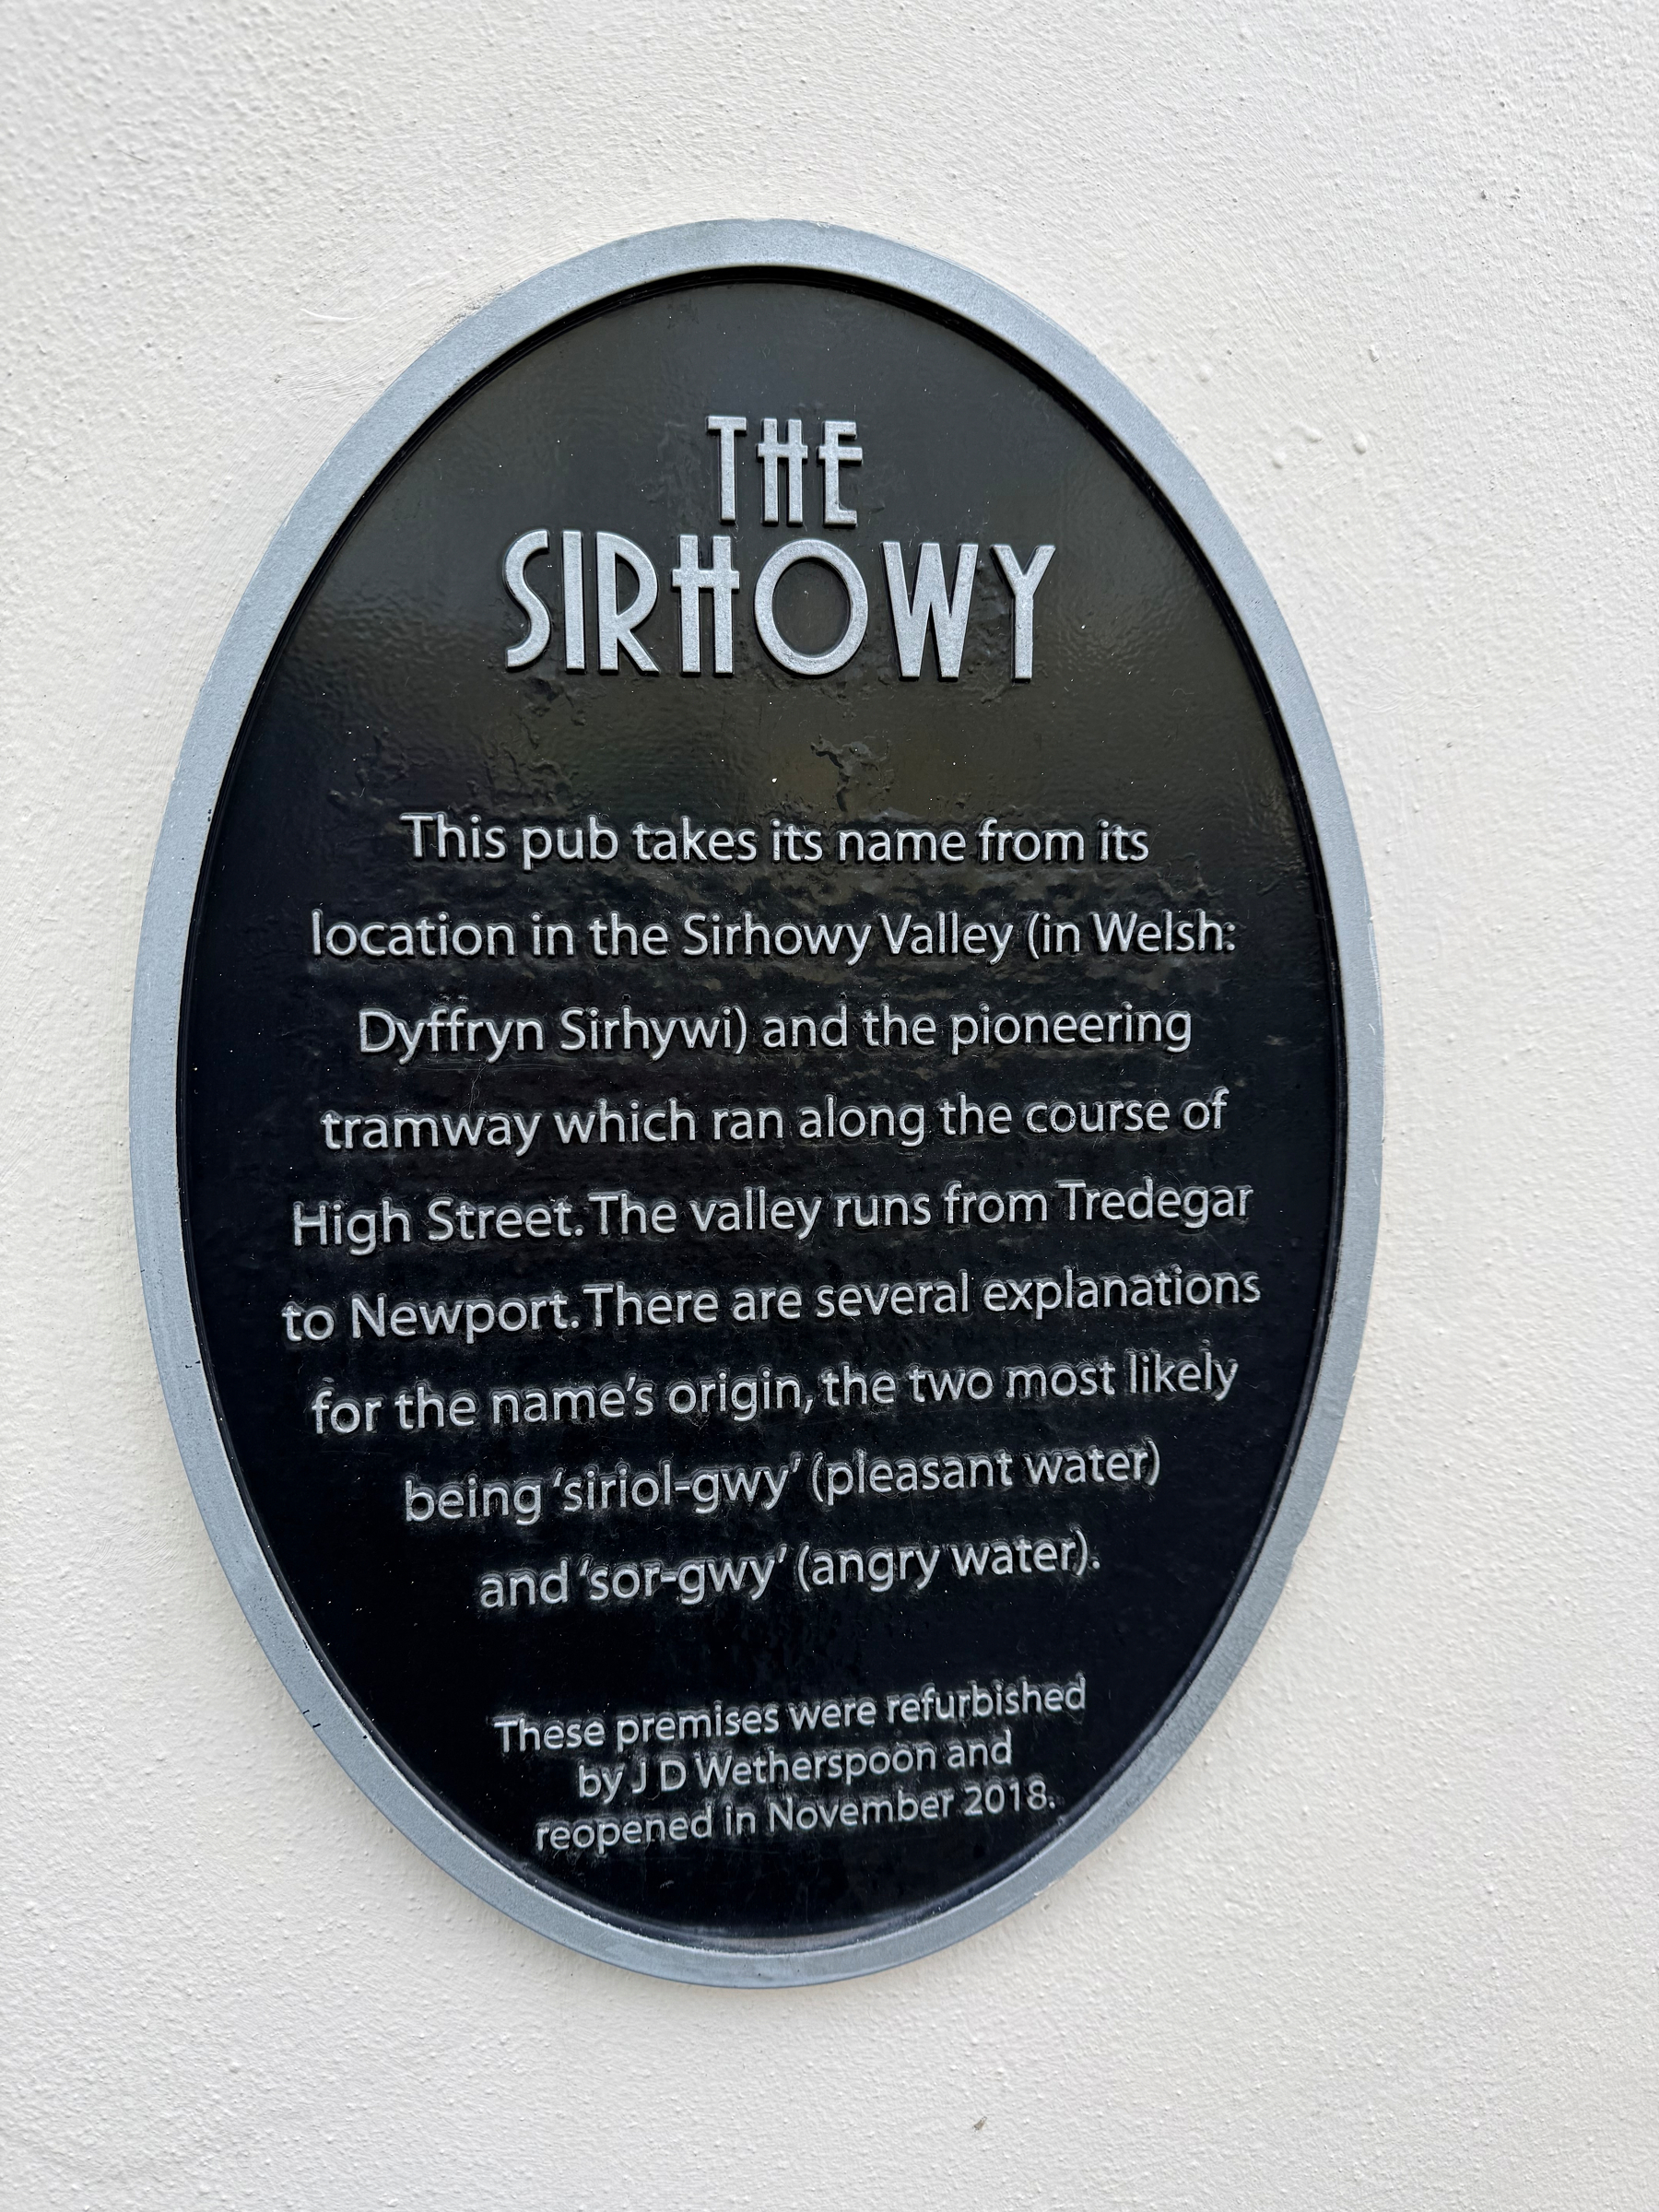 THE
SIRHOWY
This pub takes its name from its
location in the Sirhowy Valley (in Welsh:
Dyffryn Sirhywi) and the pioneering
tramway which ran along the course of
High Street. The valley runs from Tredegar
to Newport. There are several explanations
for the name’s origin, the two most likely
being ‘siriol-gwy’ (pleasant water)
and ‘sor-gwy’ (angry water).
These premises were refurbished
by J D Wetherspoon and
reopened in November 2018.